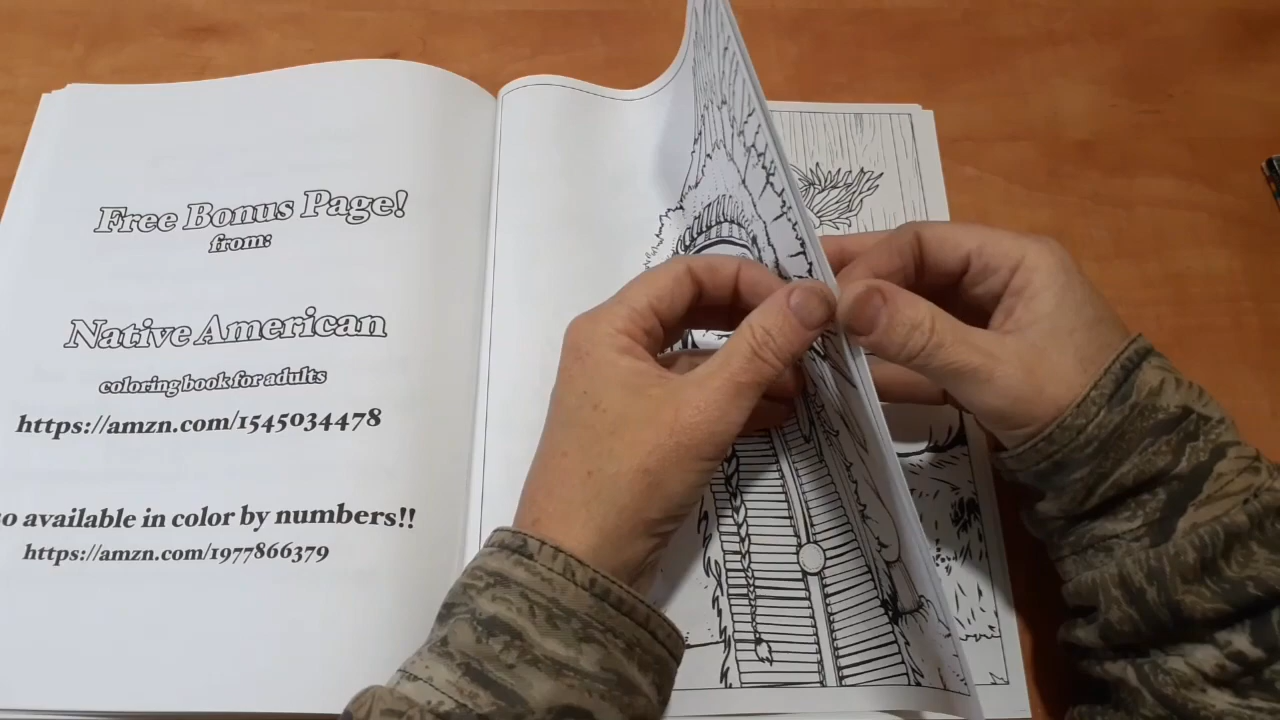 Free Bonus Page!
from:
Native American
coloring book for adults
https://amzn.com/1545034478
available in color by numbers!!
https://amzn.com/1977866379